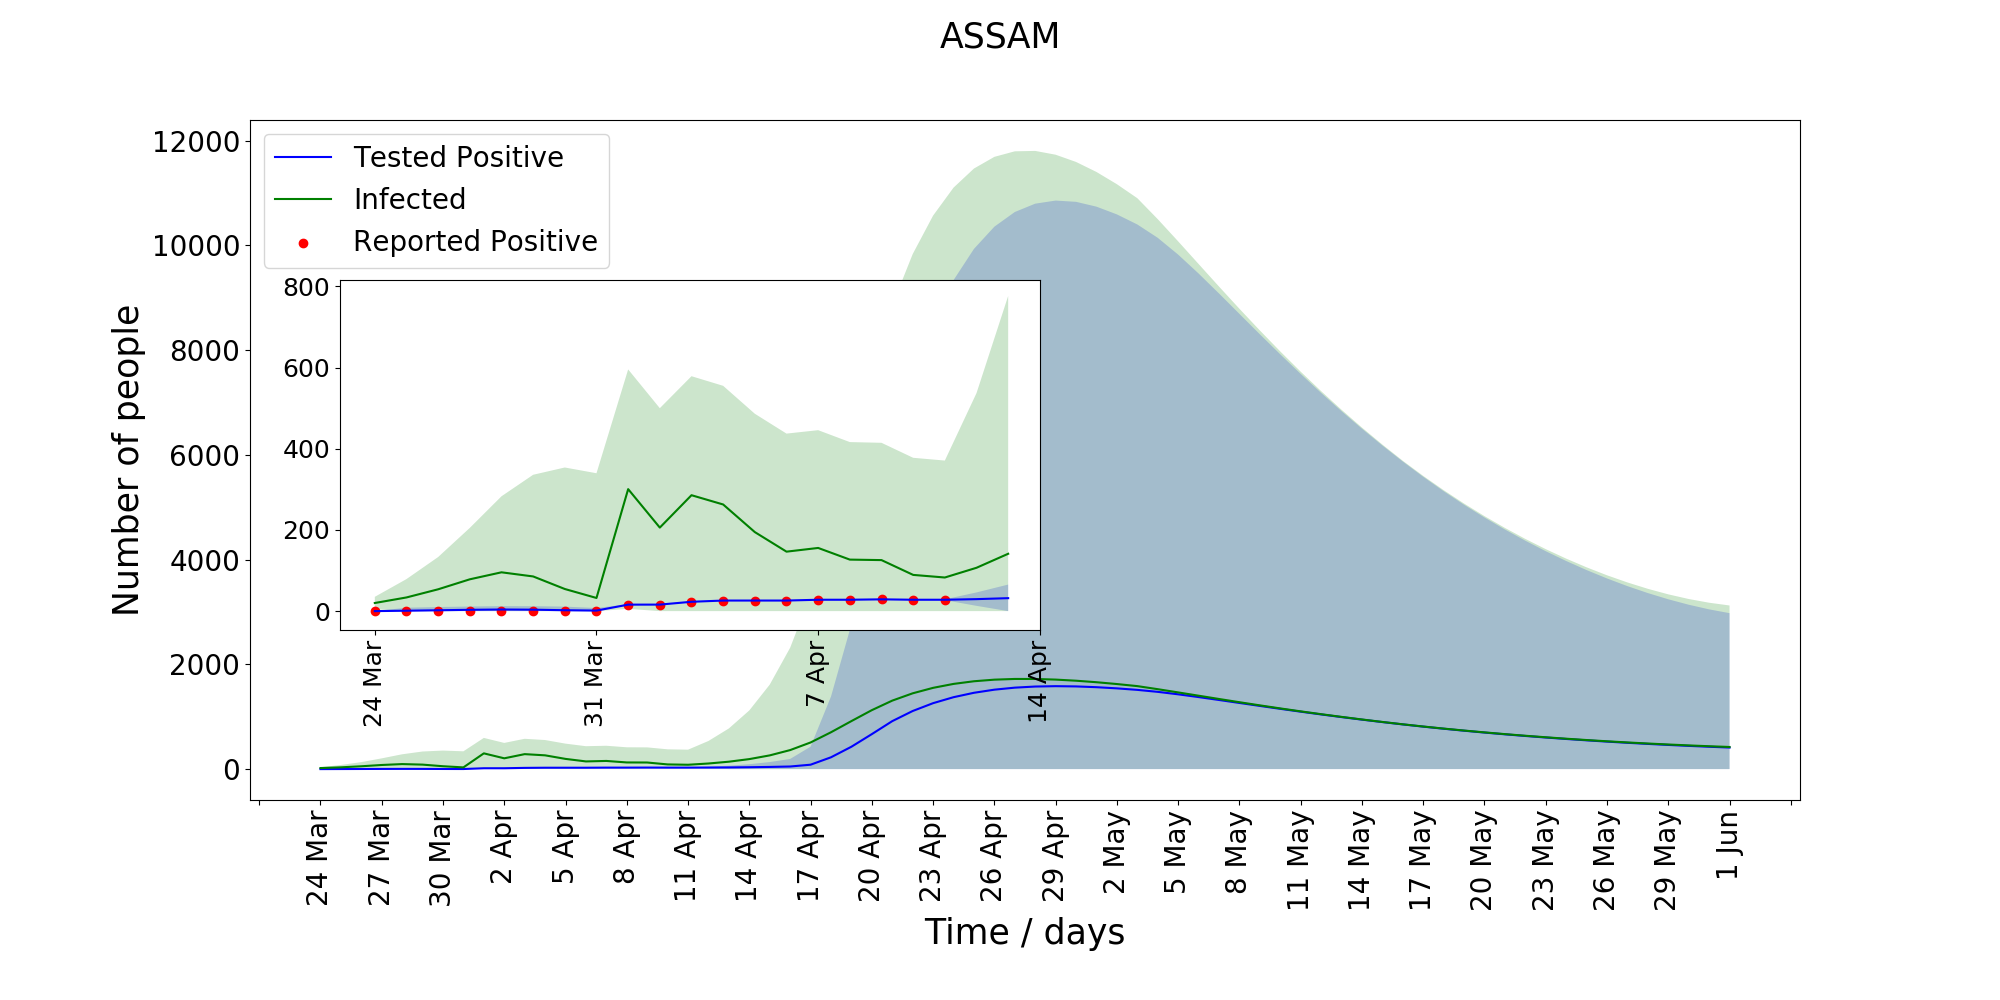 ASSAM
12000
10000
8000
6000
4000
2000
0
Number of people
Tested Positive
Infected
Reported Positive
800
600
400
200
0
24 Mar
31 Mar
7 Apr
14 Apr
24 Mar
27 Mar
30 Mar
2 Apr
5 Apr
8 Apr
11 Apr
14 Apr
17 Apr
20 Apr
23 Apr
26 Apr
29 Apr
2 May
5 May
8 May
11 May
14 May
17 May
20 May
23 May
26 May
29 May
1 Jun
Time / days